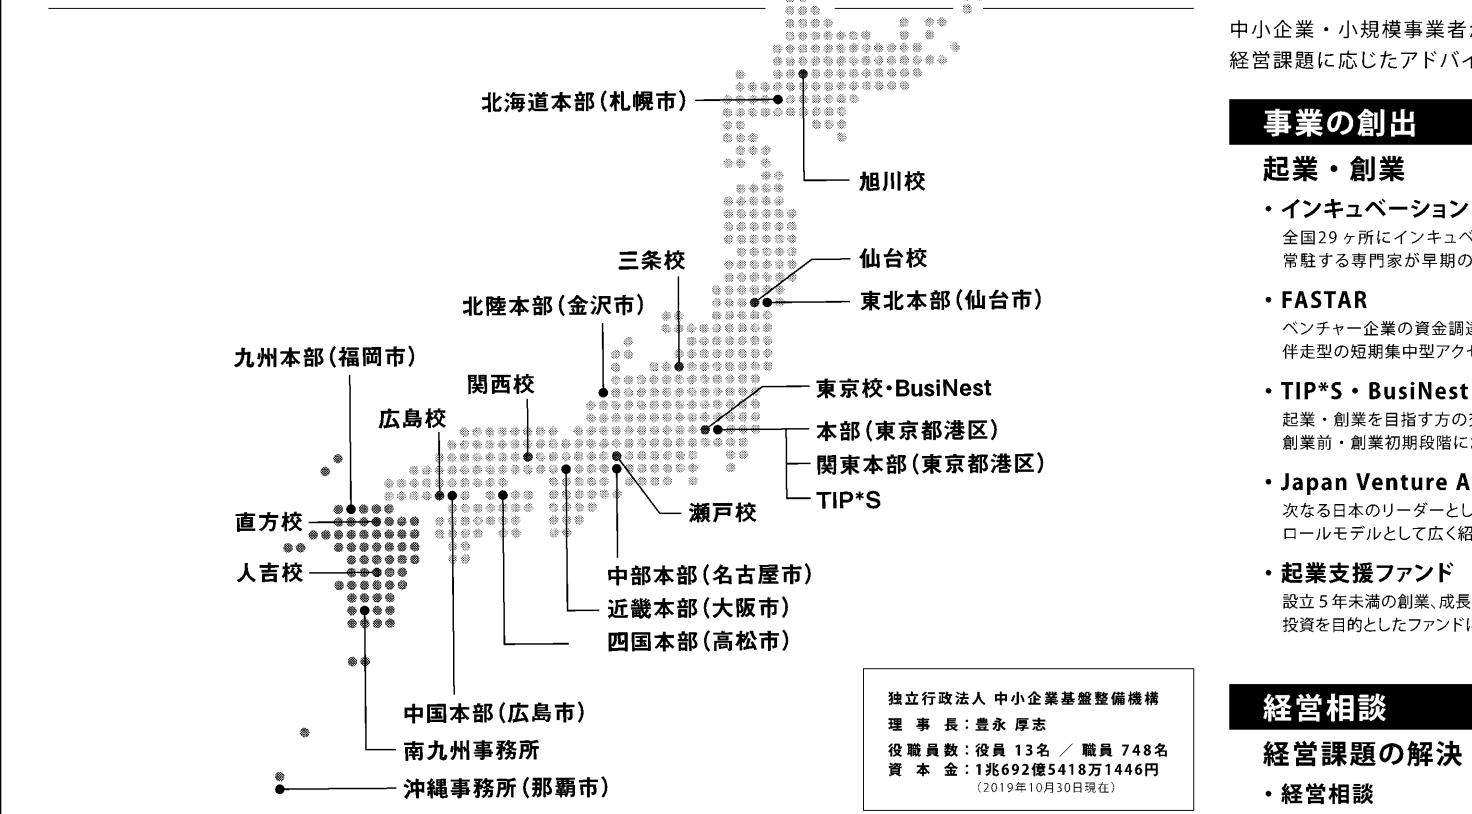 北海道本部(札幌市)
旭川校
三条校
仙台校
北陸本部(金沢市)
東北本部(仙台市)
九州本部(福岡市)
関西校
東京校・BusiNest
広島校
本部(東京都港区)
関東本部(東京都港区)
TIP*S
瀬戸校
直方校
人吉校
中部本部(名古屋市)
近畿本部(大阪市)
四国本部(高松市)
中国本部(広島市)
南九州事務所
沖縄事務所(那覇市)
独立行政法人 中小企業基盤整備機構
理 事 長:豊永 厚志
役職員数:役員 13名 / 職員 748名
資 本 金:1兆692億5418万1446円
(2019年10月30日現在)
中小企業・小規模事業者
経営課題に応じたアドバイ
事業の創出
起業・創業
・インキュベーション
全国29ヶ所にインキュベ
常駐する専門家が早期の
・FASTAR
ベンチャー企業の資金調達
伴走型の短期集中型アクセ
・TIP*S・BusiNest
起業・創業を目指す方の
創業前・創業初期段階に
・Japan Venture A
次なる日本のリーダーとし
ロールモデルとして広く紹
・起業支援ファンド
設立5年未満の創業、成長
投資を目的としたファンドに
経営相談
経営課題の解決
・経営相談